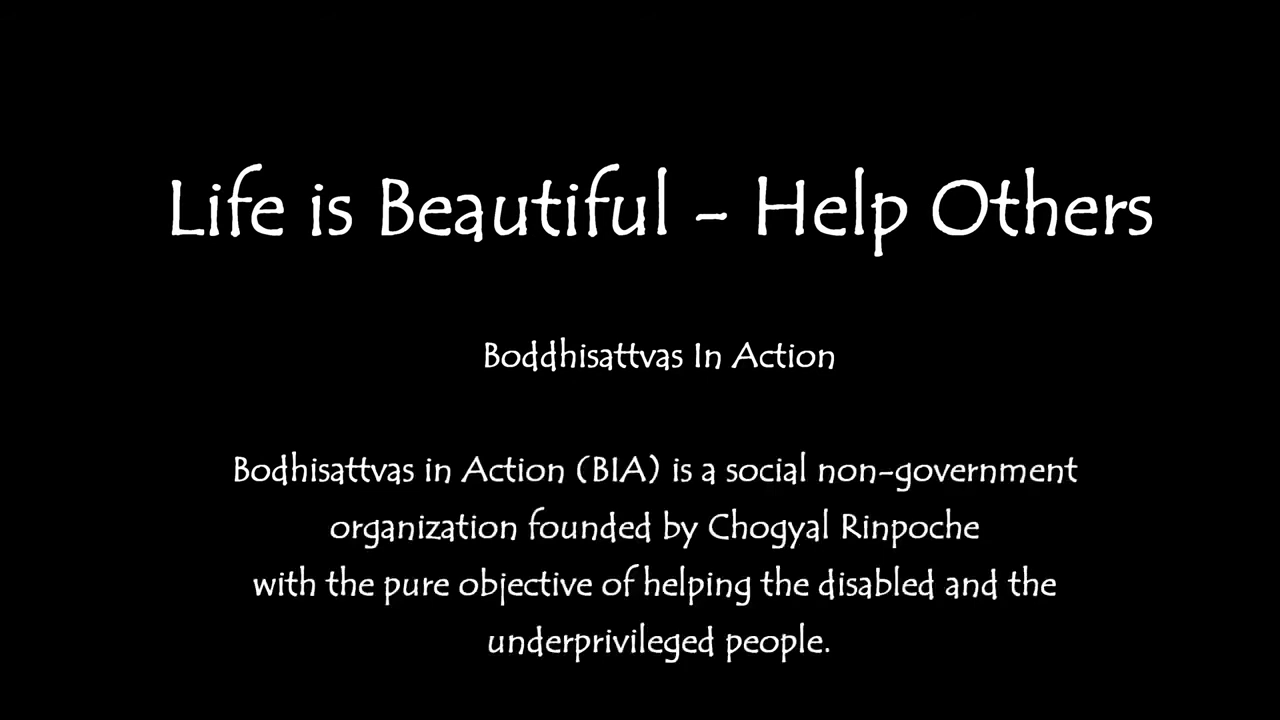 Life is Beautiful - Help Others
Boddhisattvas In Action
Bodhisattvas in Action (BIA) is a social non-government
organization founded by Chogyal Rinpoche
with the pure objective of helping the disabled and the
underprivileged people.